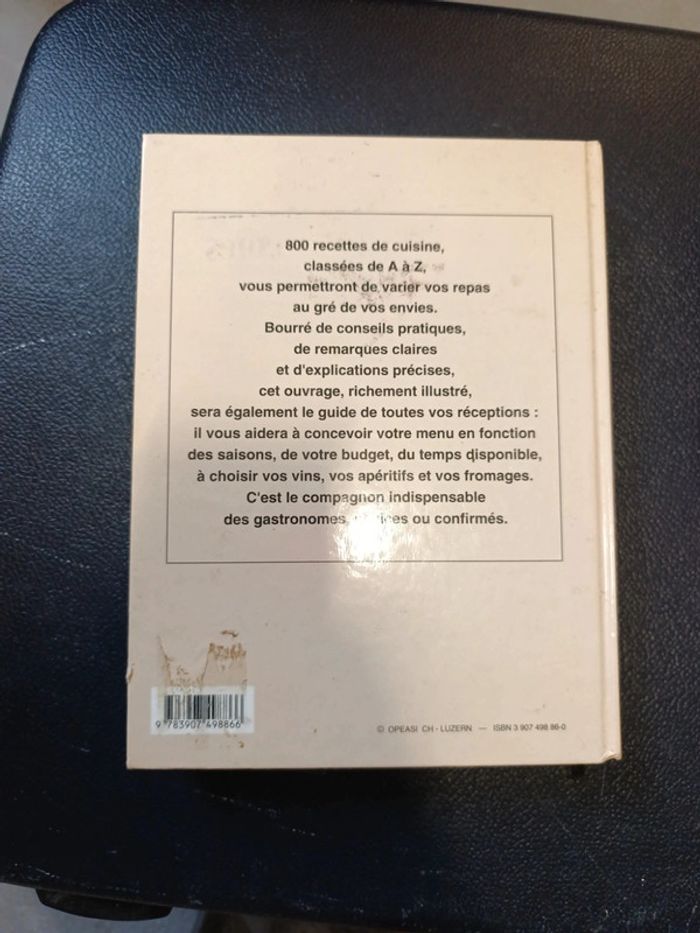 800 recettes de cuisine,
classées de A à Z,
vous permettront de varier vos repas
au gré de vos envies.
Bourré de conseils pratiques,
de remarques claires
et d'explications précises,
cet ouvrage, richement illustré,
sera également le guide de toutes vos réceptions :
il vous aidera à concevoir votre menu en fonction
des saisons, de votre budget, du temps disponible,
à choisir vos vins, vos apéritifs et vos fromages.
C'est le compagnon indispensable
des gastronomes, ou confirmés.
9 783907 498866
© OPEASI CH - LUZERN — ISBN 3 907 498 86-0